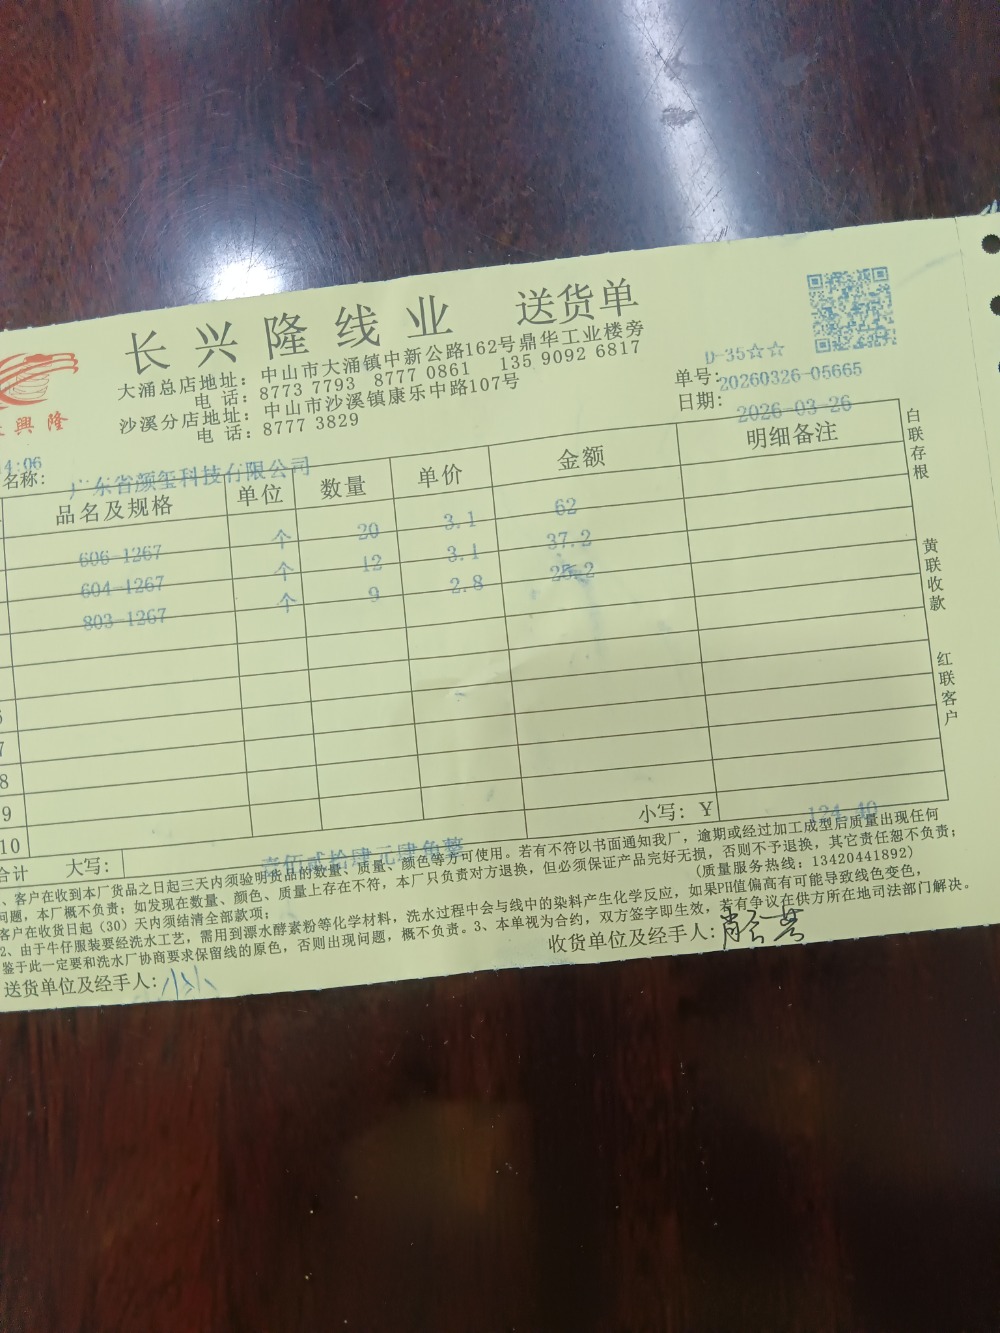 长兴隆线业 送货单
大涌总店地址：中山市大涌镇中新公路162号鼎华工业楼旁
电 话：8773 7793 8777 0861 135 9092 6817
沙溪分店地址：中山市沙溪镇康乐中路107号
电 话：8777 3829
興 隆
D-35☆☆
单号：20260326-05665
日期：2026-03-26
4:06
名称：广东省颜玺科技有限公司
品名及规格 单位 数量 单价 金额 明细备注
606-1267 个 20 3.1 62
604-1267 个 12 3.1 37.2
803-1267 个 9 2.8 25.2
7
8
9
10
小写：￥ 124.40
合计 大写：壹佰贰拾肆元肆角整
、客户在收到本厂货品之日起三天内须验明货品的数量、质量、颜色等方可使用。若有不符以书面通知我厂，逾期或经过加工成型后质量出现任何
问题，本厂概不负责；如发现在数量、颜色、质量上存在不符，本厂只负责对方退换，但必须保证产品完好无损，否则不予退换，其它责任恕不负责；
客户在收货日起（30）天内须结清全部款项； （质量服务热线：13420441892）
2、由于牛仔服装要经洗水工艺，需用到漂水酵素粉等化学材料，洗水过程中会与线中的染料产生化学反应，如果PH值偏高有可能导致线色变色，
鉴于此一定要和洗水厂协商要求保留线的原色，否则出现问题，概不负责。3、本单视为合约，双方签字即生效，若有争议在供方所在地司法部门解决。
送货单位及经手人：小小
收货单位及经手人：
白联存根
黄联收款
红联客户